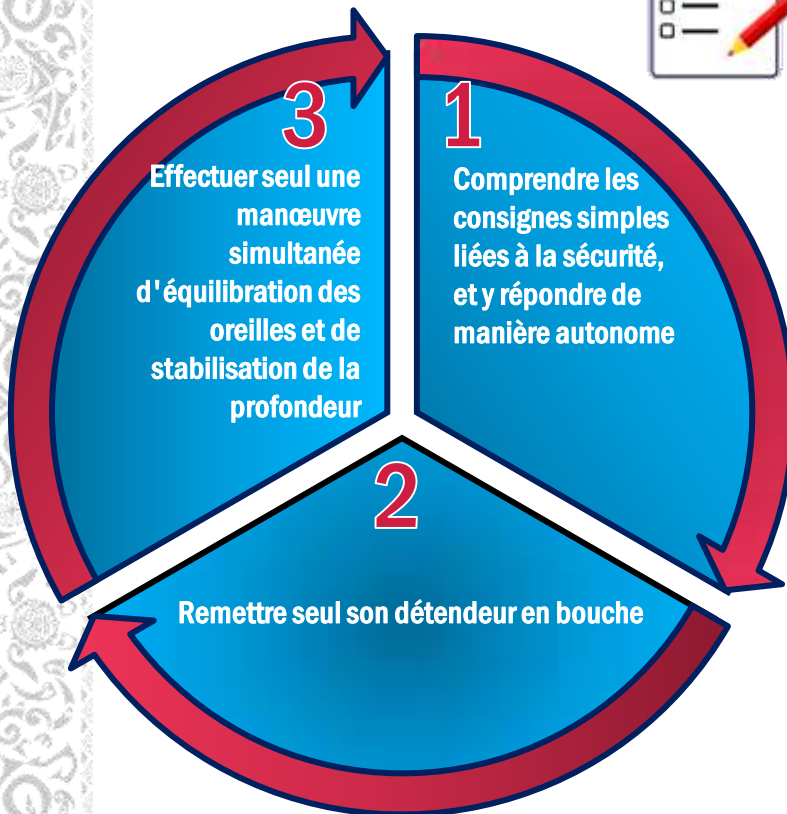 1
Comprendre les
consignes simples
liées à la sécurité,
et y répondre de
manière autonome
2
Remettre seul son détendeur en bouche
3
Effectuer seul une
manœuvre
simultanée
d'équilibration des
oreilles et de
stabilisation de la
profondeur